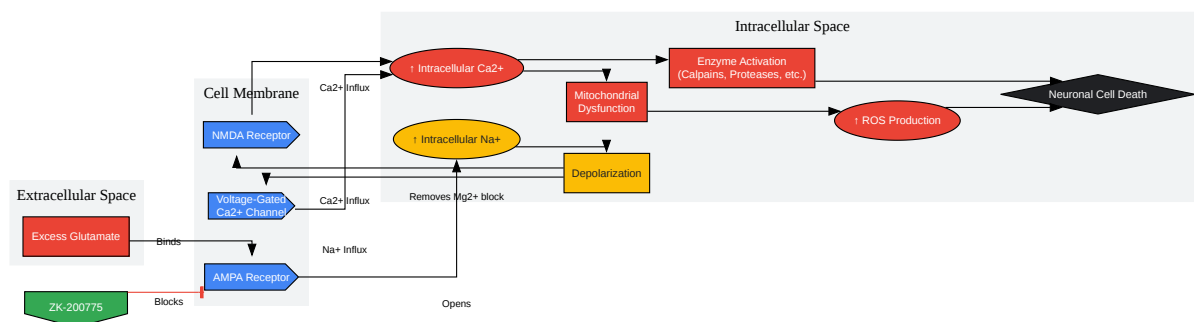 Intracellular Space
↑ Intracellular Ca2+
Enzyme Activation
(Calpains, Proteases, etc.)
Ca2+ Influx
Mitochondrial
Dysfunction
Neuronal Cell Death
Cell Membrane
NMDA Receptor
↑ Intracellular Na+
↑ ROS Production
Depolarization
Extracellular Space
Voltage-Gated
Ca2+ Channel
Ca2+ Influx
Removes Mg2+ block
Excess Glutamate
Binds
Na+ Influx
AMPA Receptor
ZK-200775
Blocks
Opens